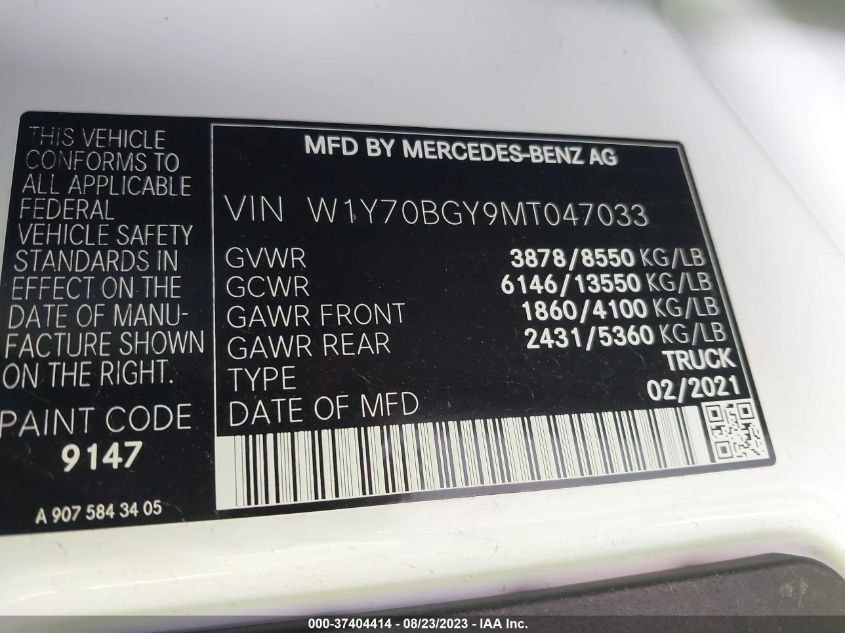 THIS VEHICLE
CONFORMS TO
ALL APPLICABLE
FEDERAL
VEHICLE SAFETY
STANDARDS IN
EFFECT ON THE
DATE OF MANU-
FACTURE SHOWN
ON THE RIGHT.
PAINT CODE
9147
A 907 584 34 05
MFD BY MERCEDES-BENZ AG
VIN W1Y70BGY9MT047033
GVWR 3878/8550 KG/LB
GCWR 6146/13550 KG/LB
GAWR FRONT 1860/4100 KG/LB
GAWR REAR 2431/5360 KG/LB
TYPE TRUCK
DATE OF MFD 02/2021
000-37404414 - 08/23/2023 - IAA Inc.